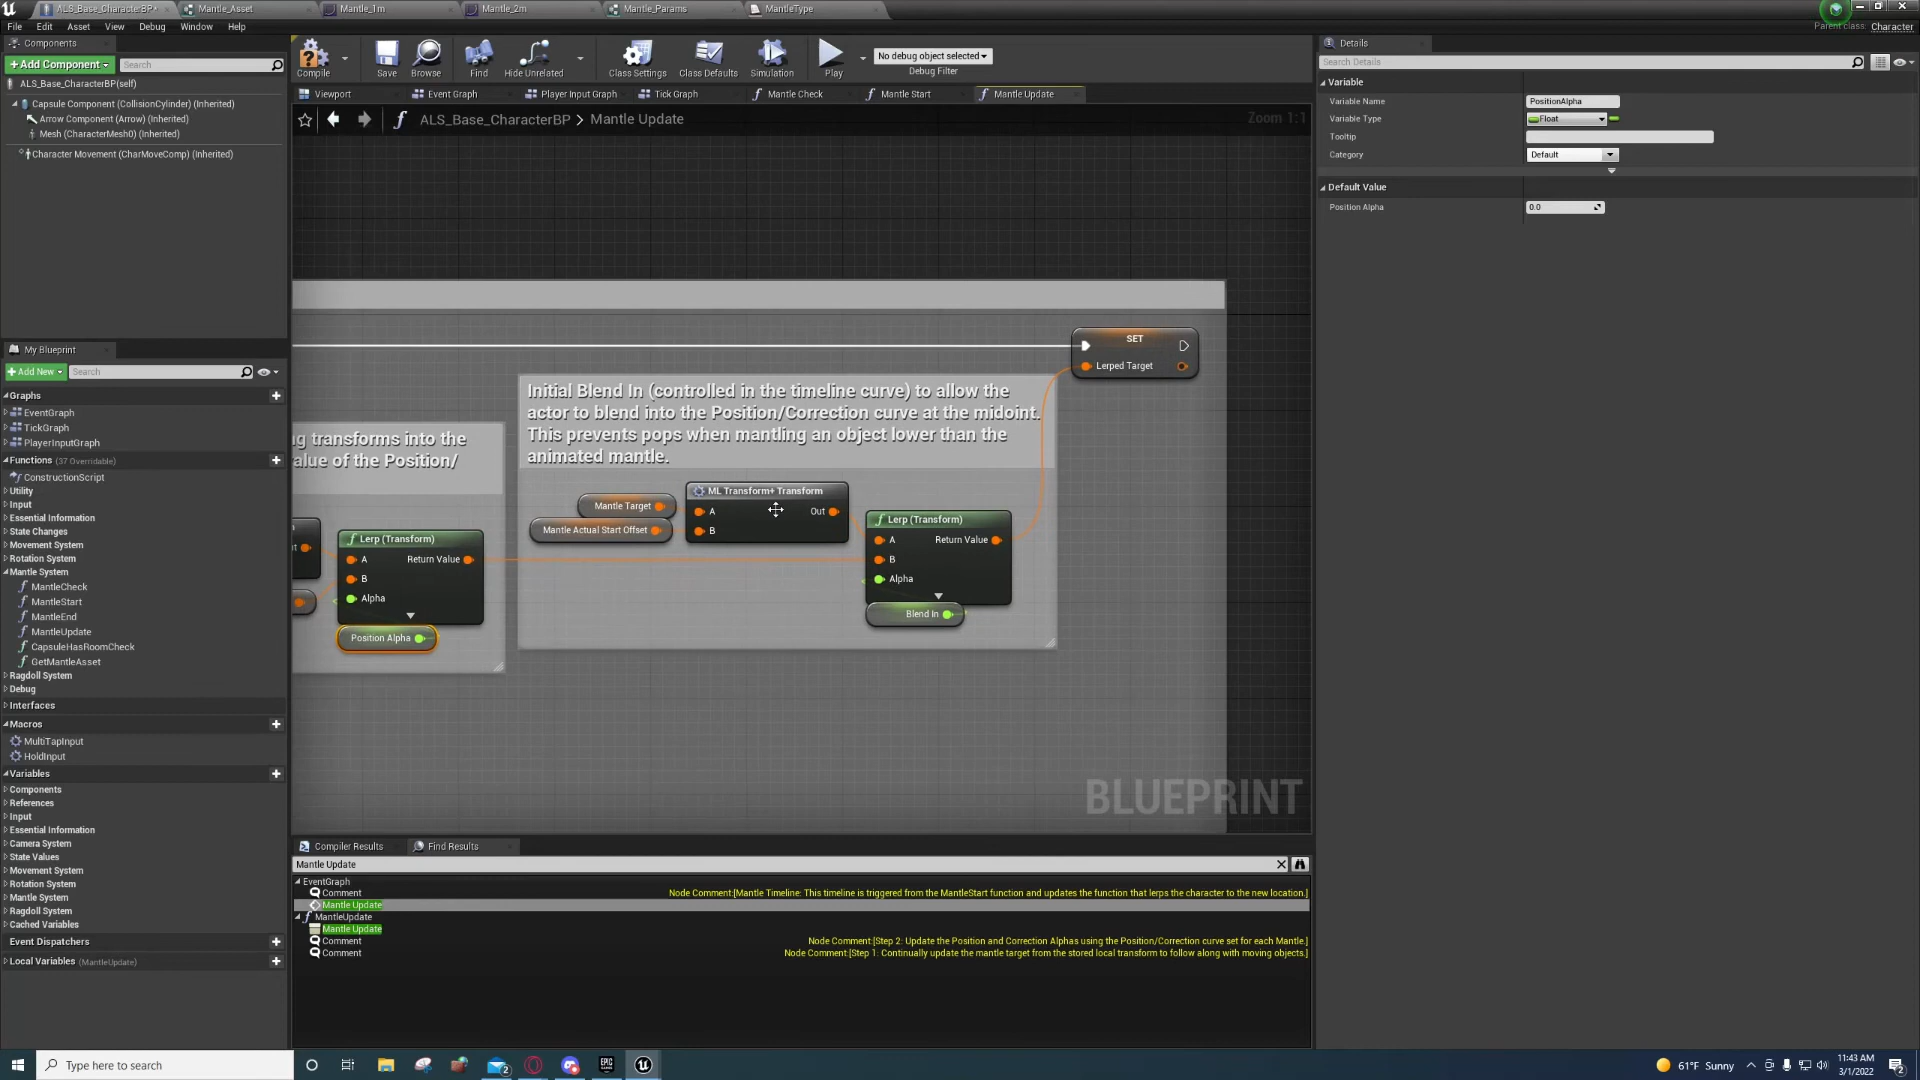 ALS_Base_CharacterBP*
Mantle_Asset
Mantle_1m
Mantle_2m
Mantle_Params
MantleType
File Edit Asset View Debug Window Help
Parent class: Character
Components
+Add Component
Search
ALS_Base_CharacterBP(self)
Capsule Component (CollisionCylinder) (Inherited)
Arrow Component (Arrow) (Inherited)
Mesh (CharacterMesh0) (Inherited)
Character Movement (CharMoveComp) (Inherited)
My Blueprint
+Add New
Search
Graphs
EventGraph
TickGraph
PlayerInputGraph
Functions (37 Overridable)
ConstructionScript
Utility
Input
Essential Information
State Changes
Movement System
Rotation System
Mantle System
MantleCheck
MantleStart
MantleEnd
MantleUpdate
CapsuleHasRoomCheck
GetMantleAsset
Ragdoll System
Debug
Interfaces
Macros
MultiTapInput
HoldInput
Variables
Components
References
Input
Essential Information
Camera System
State Values
Movement System
Rotation System
Mantle System
Ragdoll System
Cached Variables
Event Dispatchers
Local Variables (MantleUpdate)
Compile
Save
Browse
Find
Hide Unrelated
Class Settings
Class Defaults
Simulation
Play
No debug object selected
Debug Filter
Viewport
Event Graph
Player Input Graph
Tick Graph
Mantle Check
Mantle Start
Mantle Update
ALS_Base_CharacterBP > Mantle Update
Zoom 1:1
SET
Lerped Target
Initial Blend In (controlled in the timeline curve) to allow the
actor to blend into the Position/Correction curve at the midoint.
This prevents pops when mantling an object lower than the
animated mantle.
ng transforms into the
alue of the Position/
Mantle Target
Mantle Actual Start Offset
ML Transform+ Transform
A
Out
B
Lerp (Transform)
A
Return Value
B
Alpha
Blend In
Lerp (Transform)
A
Return Value
B
Alpha
Position Alpha
BLUEPRINT
Compiler Results
Find Results
Mantle Update
EventGraph
Comment
Node Comment:[Mantle Timeline: This timeline is triggered from the MantleStart function and updates the function that lerps the character to the new location.]
Mantle Update
MantleUpdate
Mantle Update
Comment
Node Comment:[Step 2: Update the Position and Correction Alphas using the Position/Correction curve set for each Mantle.]
Comment
Node Comment:[Step 1: Continually update the mantle target from the stored local transform to follow along with moving objects.]
Details
Search Details
Variable
Variable Name
PositionAlpha
Variable Type
Float
Tooltip
Category
Default
Default Value
Position Alpha
0.0
Type here to search
61°F Sunny
11:43 AM
3/1/2022